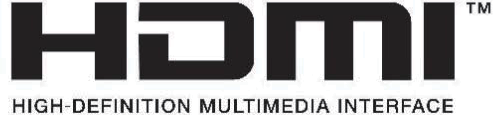 HDMI™
HIGH-DEFINITION MULTIMEDIA INTERFACE